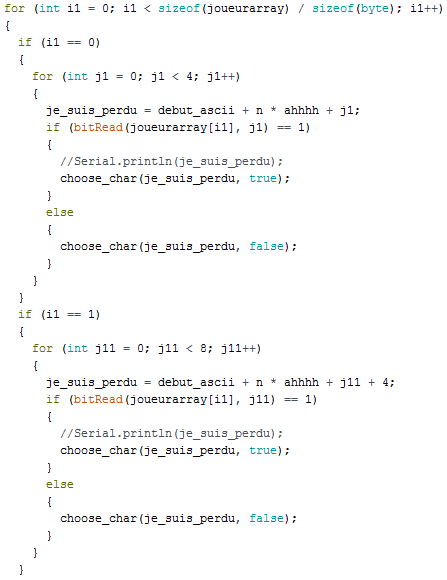 for (int i1 = 0; i1 < sizeof(joueurarray) / sizeof(byte); i1++)
{
  if (i1 == 0)
  {
    for (int j1 = 0; j1 < 4; j1++)
    {
      je_suis_perdu = debut_ascii + n * ahhhh + j1;
      if (bitRead(joueurarray[i1], j1) == 1)
      {
        //Serial.println(je_suis_perdu);
        choose_char(je_suis_perdu, true);
      }
      else
      {
        choose_char(je_suis_perdu, false);
      }
    }
  }
  if (i1 == 1)
  {
    for (int j11 = 0; j11 < 8; j11++)
    {
      je_suis_perdu = debut_ascii + n * ahhhh + j11 + 4;
      if (bitRead(joueurarray[i1], j11) == 1)
      {
        //Serial.println(je_suis_perdu);
        choose_char(je_suis_perdu, true);
      }
      else
      {
        choose_char(je_suis_perdu, false);
      }
    }
  }